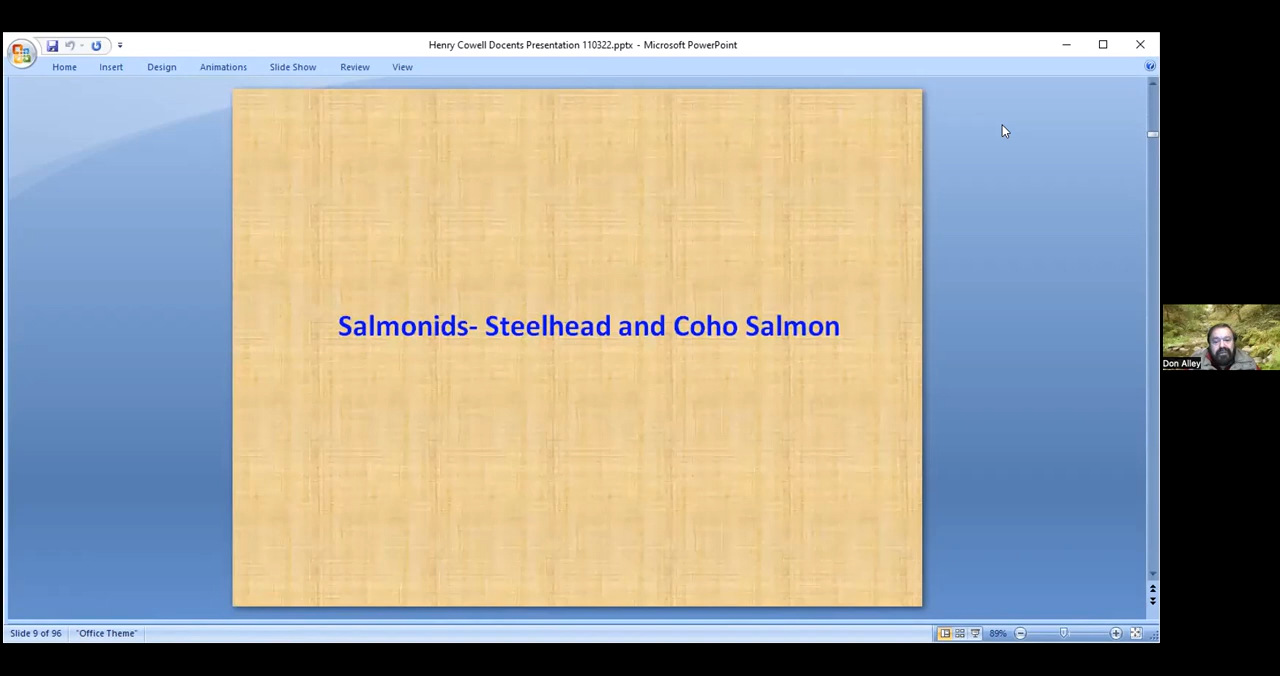 Henry Cowell Docents Presentation 110322.pptx - Microsoft PowerPoint
Home Insert Design Animations Slide Show Review View
Salmonids- Steelhead and Coho Salmon
Don Alley
Slide 9 of 96 "Office Theme" 89%